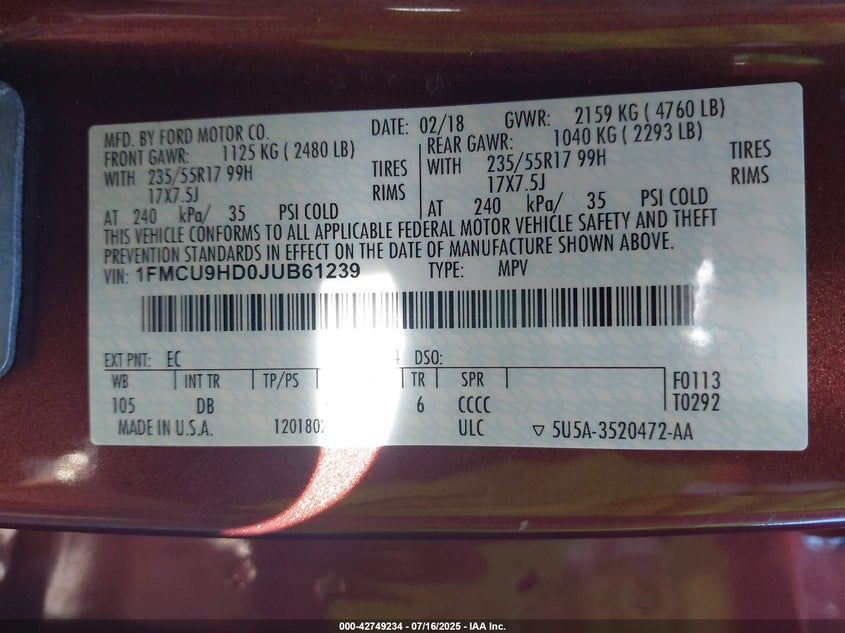 MFD. BY FORD MOTOR CO. DATE: 02/18 GVWR: 2159 KG ( 4760 LB)
FRONT GAWR: 1125 KG ( 2480 LB) REAR GAWR: 1040 KG ( 2293 LB)
WITH 235/55R17 99H TIRES WITH 235/55R17 99H TIRES
17X7.5J RIMS 17X7.5J RIMS
AT 240 kPa/ 35 PSI COLD AT 240 kPa/ 35 PSI COLD
THIS VEHICLE CONFORMS TO ALL APPLICABLE FEDERAL MOTOR VEHICLE SAFETY AND THEFT
PREVENTION STANDARDS IN EFFECT ON THE DATE OF MANUFACTURE SHOWN ABOVE.
VIN: 1FMCU9HD0JUB61239 TYPE: MPV
EXT PNT: EC DSO:
WB INT TR TP/PS TR SPR F0113
105 DB 6 CCCC T0292
MADE IN U.S.A. ULC 5U5A-3520472-AA
000-42749234 - 07/16/2025 - IAA Inc.